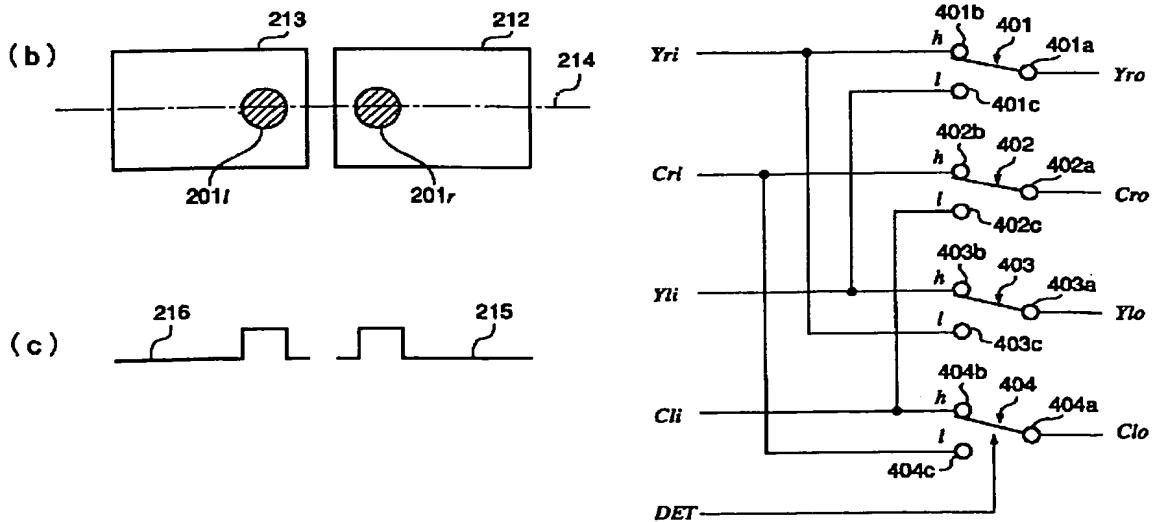 (b)
213
212
214
201l
201r
(c)
216
215
401b
401
h
401a
Yri
Yro
l
401c
402b
402
h
402a
Cri
Cro
l
402c
403b
403
h
403a
Yli
Ylo
l
403c
404b
404
h
404a
Cli
Clo
l
404c
DET